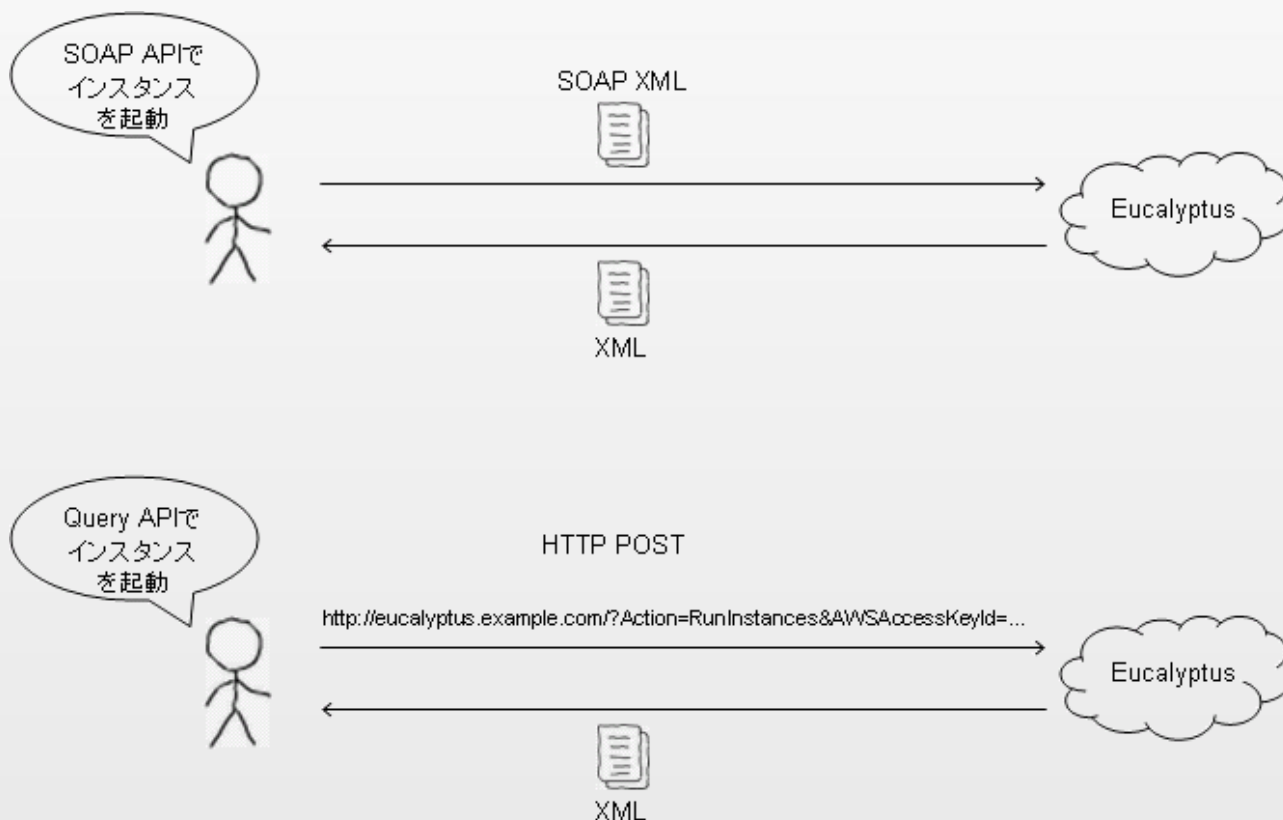 SOAP APIで
インスタンス
を起動
SOAP XML
Eucalyptus
XML
Query APIで
インスタンス
を起動
HTTP POST
http://eucalyptus.example.com/?Action=RunInstances&AWSAccessKeyId=...
Eucalyptus
XML